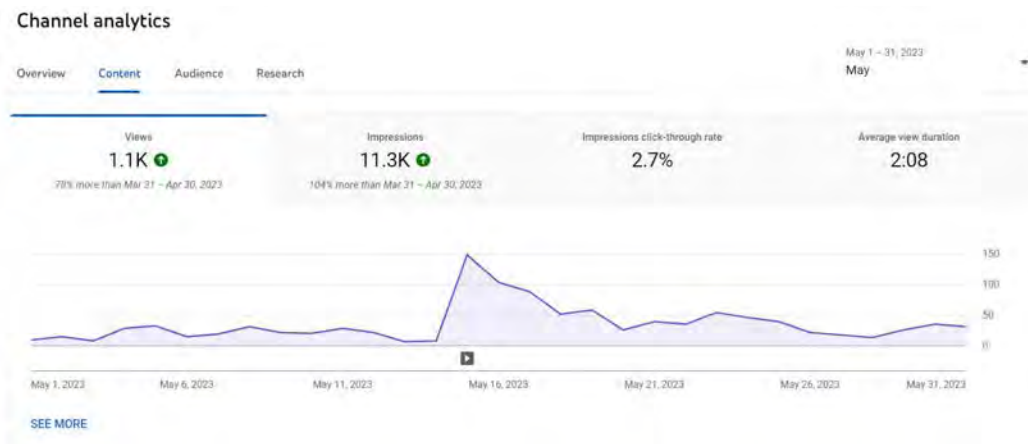 Channel analytics
May 1 – 31, 2023
May
Overview Content Audience Research
Views
1.1K
78% more than Mar 31 – Apr 30, 2023
Impressions
11.3K
104% more than Mar 31 – Apr 30, 2023
Impressions click-through rate
2.7%
Average view duration
2:08
150
100
50
0
May 1, 2023 May 6, 2023 May 11, 2023 May 16, 2023 May 21, 2023 May 26, 2023 May 31, 2023
SEE MORE